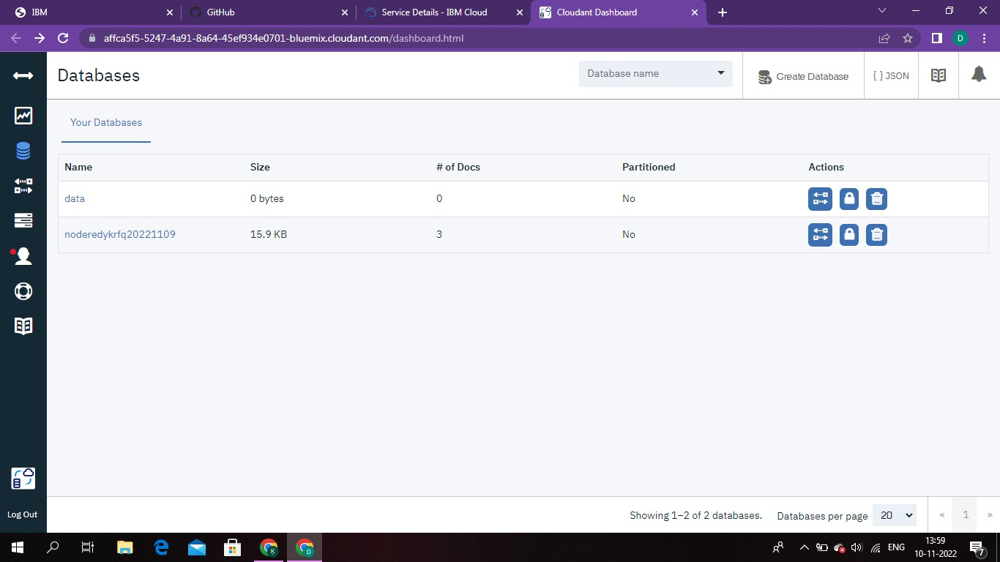 IBM
GitHub
Service Details - IBM Cloud
Cloudant Dashboard
affca5f5-5247-4a91-8a64-45ef934e0701-bluemix.cloudant.com/dashboard.html
D
Databases
Database name
Create Database
{ } JSON
Your Databases
Name Size # of Docs Partitioned Actions
data 0 bytes 0 No
noderedykrfq20221109 15.9 KB 3 No
Log Out
Showing 1–2 of 2 databases. Databases per page 20 « 1 »
K
D
ENG
13:59
10-11-2022
7